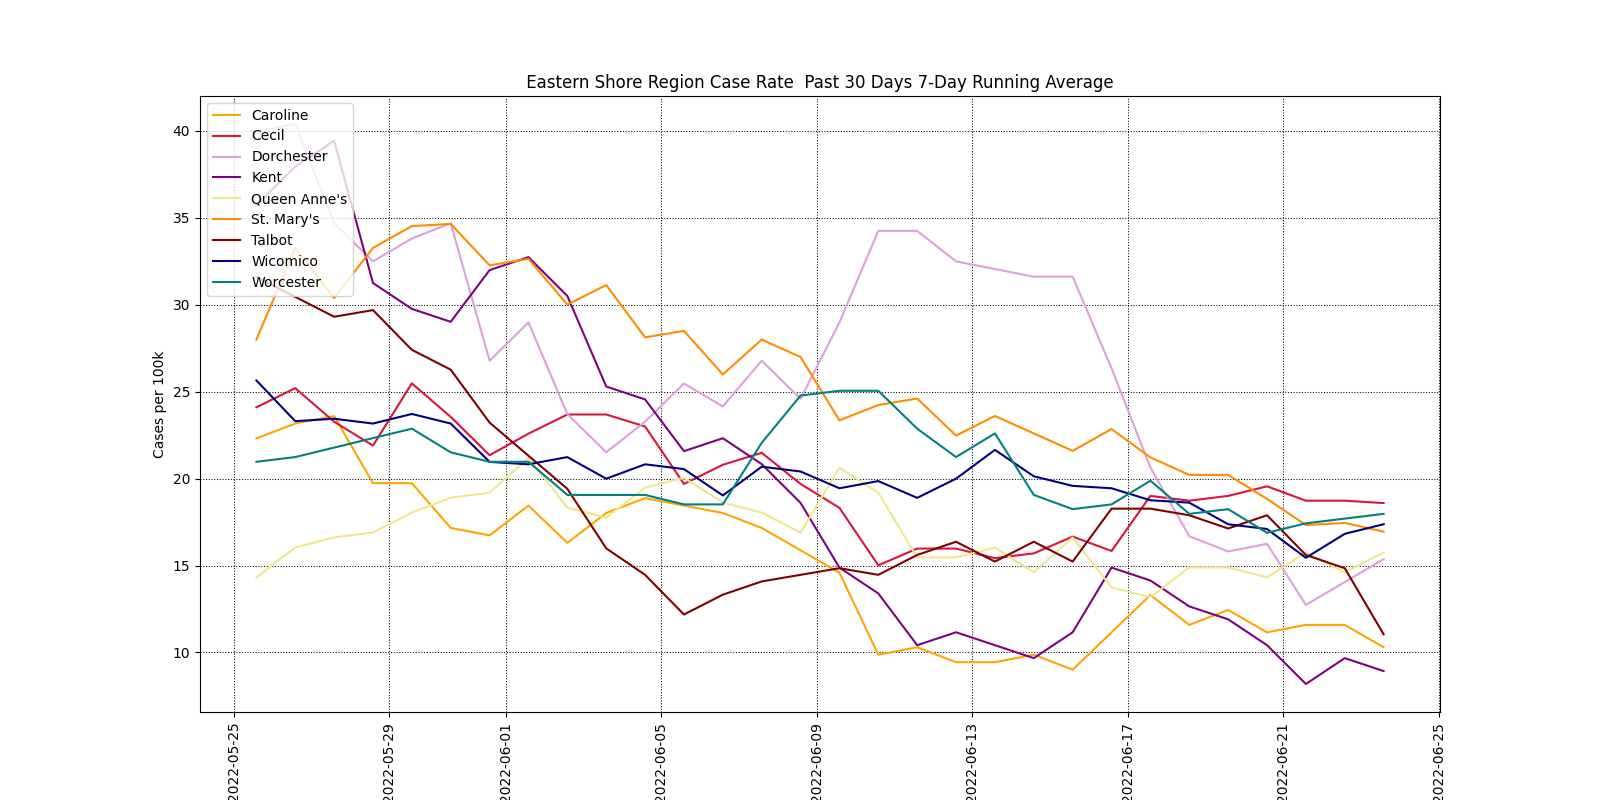 Eastern Shore Region Case Rate  Past 30 Days 7-Day Running Average
Caroline
Cecil
Dorchester
Kent
Queen Anne's
St. Mary's
Talbot
Wicomico
Worcester
Cases per 100k
40
35
30
25
20
15
10
2022-05-25
2022-05-29
2022-06-01
2022-06-05
2022-06-09
2022-06-13
2022-06-17
2022-06-21
2022-06-25